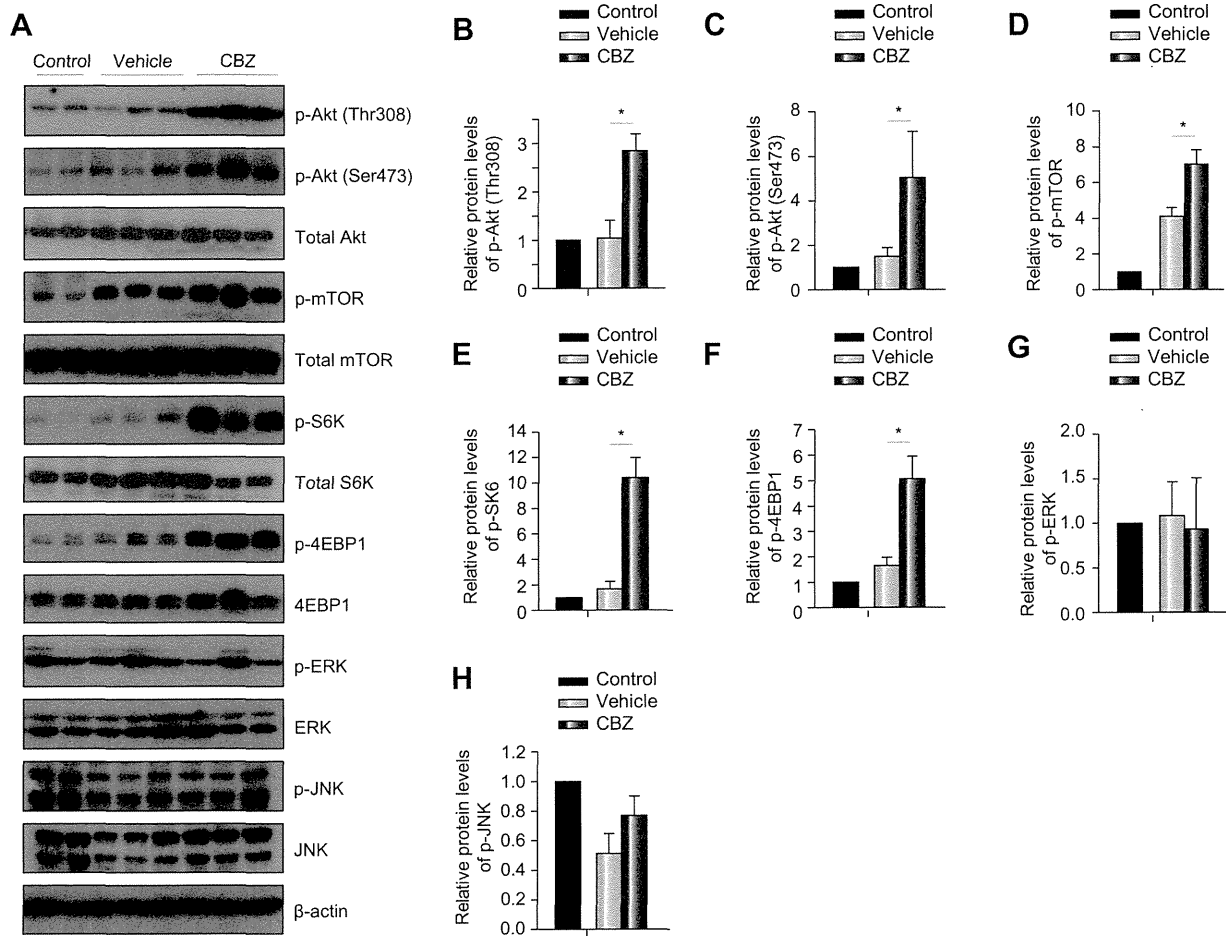 A
Control Vehicle CBZ
p-Akt (Thr308)
p-Akt (Ser473)
Total Akt
p-mTOR
Total mTOR
p-S6K
Total S6K
p-4EBP1
4EBP1
p-ERK
ERK
p-JNK
JNK
β-actin
B
Control
Vehicle
CBZ
Relative protein levels
of p-Akt (Thr308)
3
2
1
0
*
C
Control
Vehicle
CBZ
Relative protein levels
of p-Akt (Ser473)
8
6
4
2
0
*
D
Control
Vehicle
CBZ
Relative protein levels
of p-mTOR
10
8
6
4
2
0
*
E
Control
Vehicle
CBZ
Relative protein levels
of p-SK6
14
12
10
8
6
4
2
0
*
F
Control
Vehicle
CBZ
Relative protein levels
of p-4EBP1
7
6
5
4
3
2
1
0
*
G
Control
Vehicle
CBZ
Relative protein levels
of p-ERK
2.0
1.5
1.0
0.5
0.0
H
Control
Vehicle
CBZ
Relative protein levels
of p-JNK
1.2
1.0
0.8
0.6
0.4
0.2
0.0